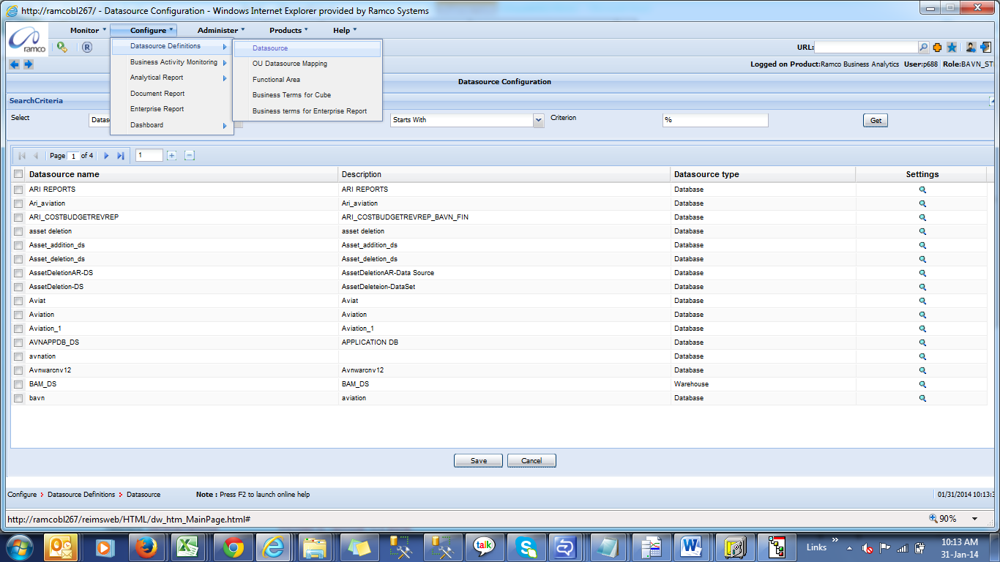 http://ramcobl267/ - Datasource Configuration - Windows Internet Explorer provided by Ramco Systems
Monitor Configure Administer Products Help
ramco
R
URL:
Datasource Definitions
Business Activity Monitoring
Analytical Report
Document Report
Enterprise Report
Dashboard
Datasource
OU Datasource Mapping
Functional Area
Business Terms for Cube
Business terms for Enterprise Report
Logged on Product:Ramco Business Analytics User:p688 Role:BAVN_ST
Datasource Configuration
SearchCriteria
Select Datas Starts With Criterion % Get
Page 1 of 4 1
Datasource name Description Datasource type Settings
ARI REPORTS ARI REPORTS Database
Ari_aviation Ari_aviation Database
ARI_COSTBUDGETREVREP ARI_COSTBUDGETREVREP_BAVN_FIN Database
asset deletion asset deletion Database
Asset_addition_ds Asset_addition_ds Database
Asset_deletion_ds Asset_deletion_ds Database
AssetDeletionAR-DS AssetDeletionAR-Data Source Database
AssetDeletion-DS AssetDeleteion-DataSet Database
Aviat Aviat Database
Aviation Aviation Database
Aviation_1 Aviation_1 Database
AVNAPPDB_DS APPLICATION DB Database
avnation Database
Avnwarcnv12 Avnwarcnv12 Database
BAM_DS BAM_DS Warehouse
bavn aviation Database
Save Cancel
Configure > Datasource Definitions > Datasource Note : Press F2 to launch online help 01/31/2014 10:13:3
http://ramcobl267/reimsweb/HTML/dw_htm_MainPage.html# 90%
talk
Links
10:13 AM
31-Jan-14